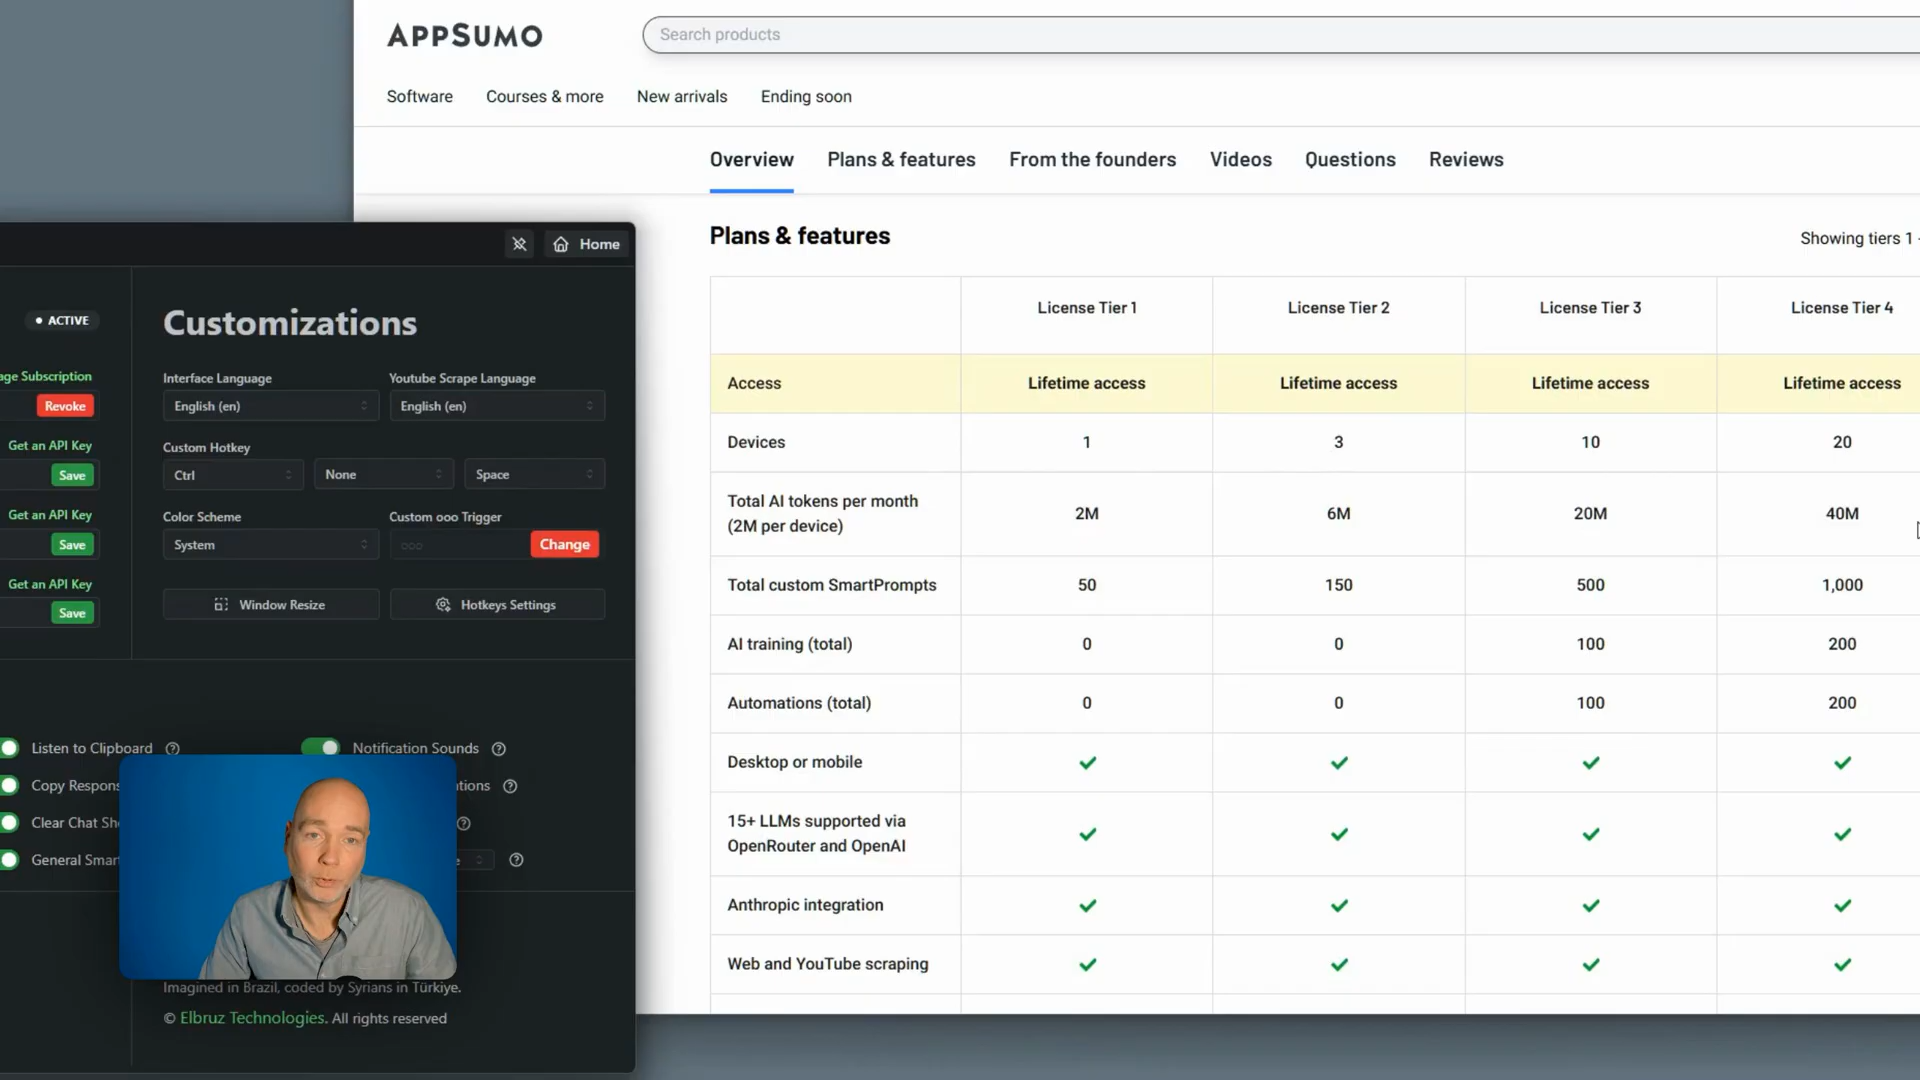 APPSUMO
Search products
Software Courses & more New arrivals Ending soon
Overview Plans & features From the founders Videos Questions Reviews
Plans & features
Showing tiers 1
License Tier 1 License Tier 2 License Tier 3 License Tier 4
Access Lifetime access Lifetime access Lifetime access Lifetime access
Devices 1 3 10 20
Total AI tokens per month
(2M per device) 2M 6M 20M 40M
Total custom SmartPrompts 50 150 500 1,000
AI training (total) 0 0 100 200
Automations (total) 0 0 100 200
Desktop or mobile
15+ LLMs supported via
OpenRouter and OpenAI
Anthropic integration
Web and YouTube scraping
Home
ACTIVE
age Subscription
Revoke
Get an API Key
Save
Get an API Key
Save
Get an API Key
Save
Customizations
Interface Language Youtube Scrape Language
English (en) English (en)
Custom Hotkey
Ctrl None Space
Color Scheme Custom ooo Trigger
System ooo Change
Window Resize Hotkeys Settings
Listen to Clipboard Notification Sounds
Copy Respons tions
Clear Chat Sh
General Smar e
Imagined in Brazil, coded by Syrians in Türkiye.
© Elbruz Technologies. All rights reserved